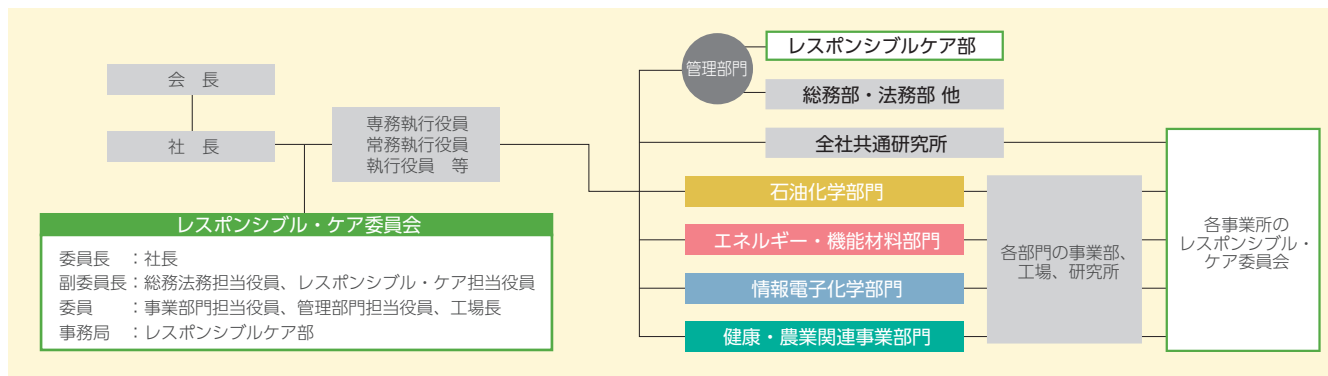 会　長
社　長
専務執行役員
常務執行役員
執行役員　等
レスポンシブル・ケア委員会
委員長　：社長
副委員長：総務法務担当役員、レスポンシブル・ケア担当役員
委員　　：事業部門担当役員、管理部門担当役員、工場長
事務局　：レスポンシブルケア部
管理部門
レスポンシブルケア部
総務部・法務部 他
全社共通研究所
石油化学部門
エネルギー・機能材料部門
情報電子化学部門
健康・農業関連事業部門
各部門の事業部、
工場、研究所
各事業所の
レスポンシブル・
ケア委員会